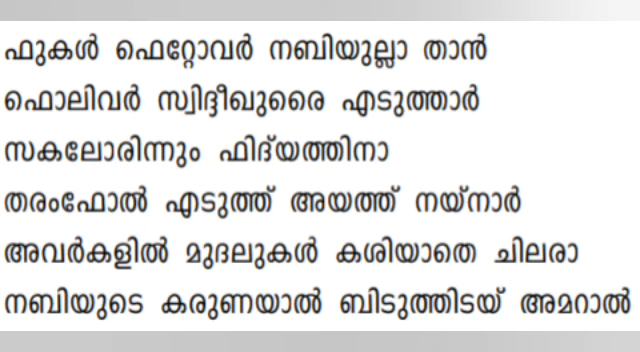 ഫുകൾ ഫെറ്റോവർ നബിയുല്ലാ താൻ
ഫൊലിവർ സ്വിദ്ദീഖുരൈ എടുത്താർ
സകലോരിന്നും ഫിദ്‌യത്തിനാ
തരംഫോൽ എടുത്ത് അയത്ത് നയ്നാർ
അവർകളിൽ മുദലുകൾ കശിയാതെ ചിലരാ
നബിയുടെ കരുണയാൽ ബിടുത്തിടയ് അമറാൽ